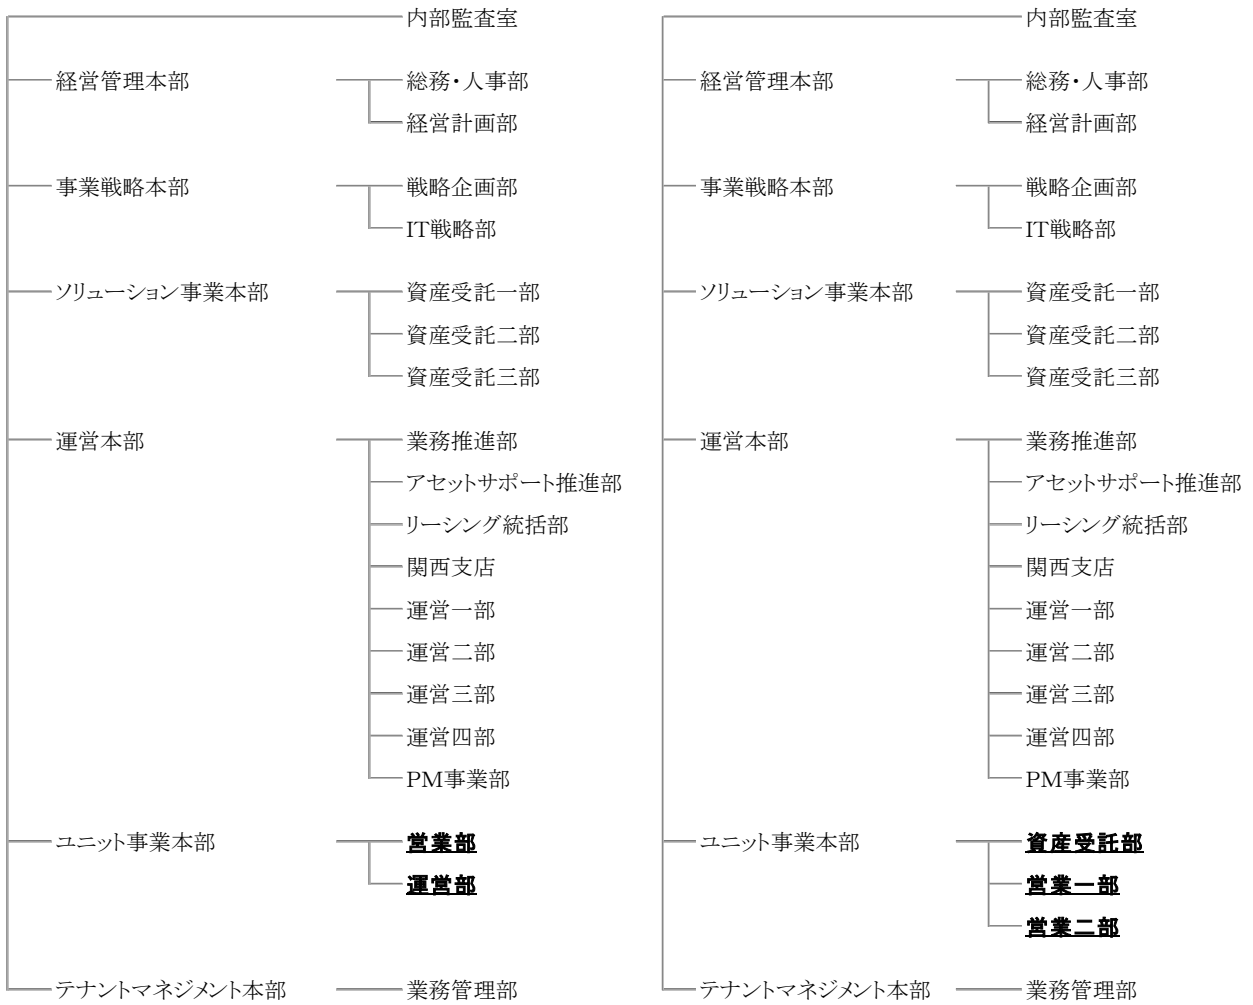 内部監査室
経営管理本部
総務・人事部
経営計画部
事業戦略本部
戦略企画部
IT戦略部
ソリューション事業本部
資産受託一部
資産受託二部
資産受託三部
運営本部
業務推進部
アセットサポート推進部
リーシング統括部
関西支店
運営一部
運営二部
運営三部
運営四部
PM事業部
ユニット事業本部
営業部
運営部
テナントマネジメント本部
業務管理部
内部監査室
経営管理本部
総務・人事部
経営計画部
事業戦略本部
戦略企画部
IT戦略部
ソリューション事業本部
資産受託一部
資産受託二部
資産受託三部
運営本部
業務推進部
アセットサポート推進部
リーシング統括部
関西支店
運営一部
運営二部
運営三部
運営四部
PM事業部
ユニット事業本部
資産受託部
営業一部
営業二部
テナントマネジメント本部
業務管理部